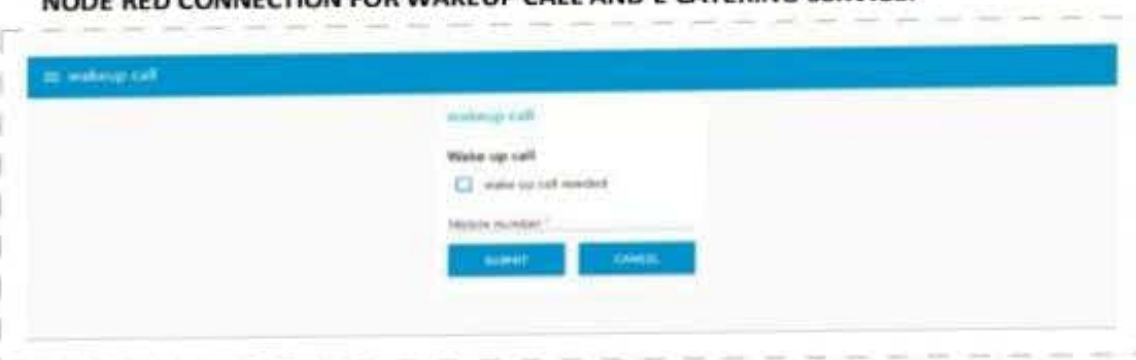 NODE RED CONNECTION FOR WAKEUP CALL AND E CATERING SERVICE:
wakeup call
wakeup call
Wake up call
wake up call needed
Mobile number *
SUBMIT
CANCEL